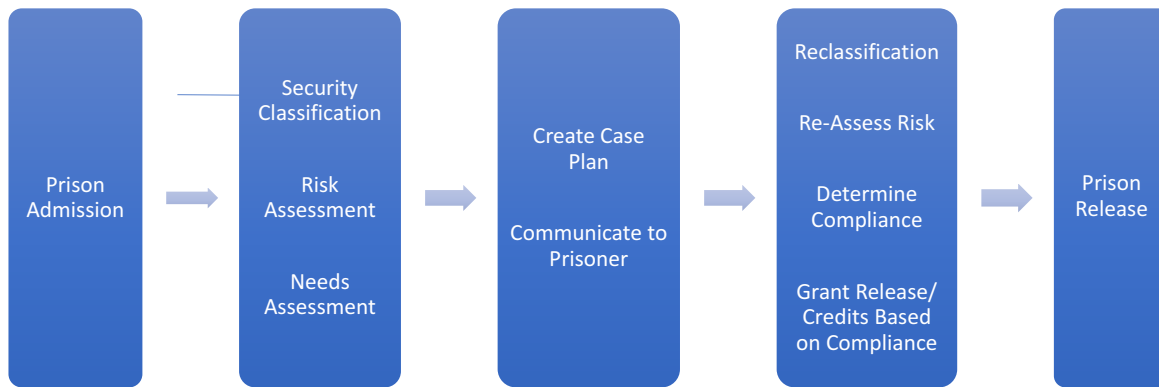 Prison
Admission
Security
Classification
Risk
Assessment
Needs
Assessment
Create Case
Plan
Communicate to
Prisoner
Reclassification
Re-Assess Risk
Determine
Compliance
Grant Release/
Credits Based
on Compliance
Prison
Release